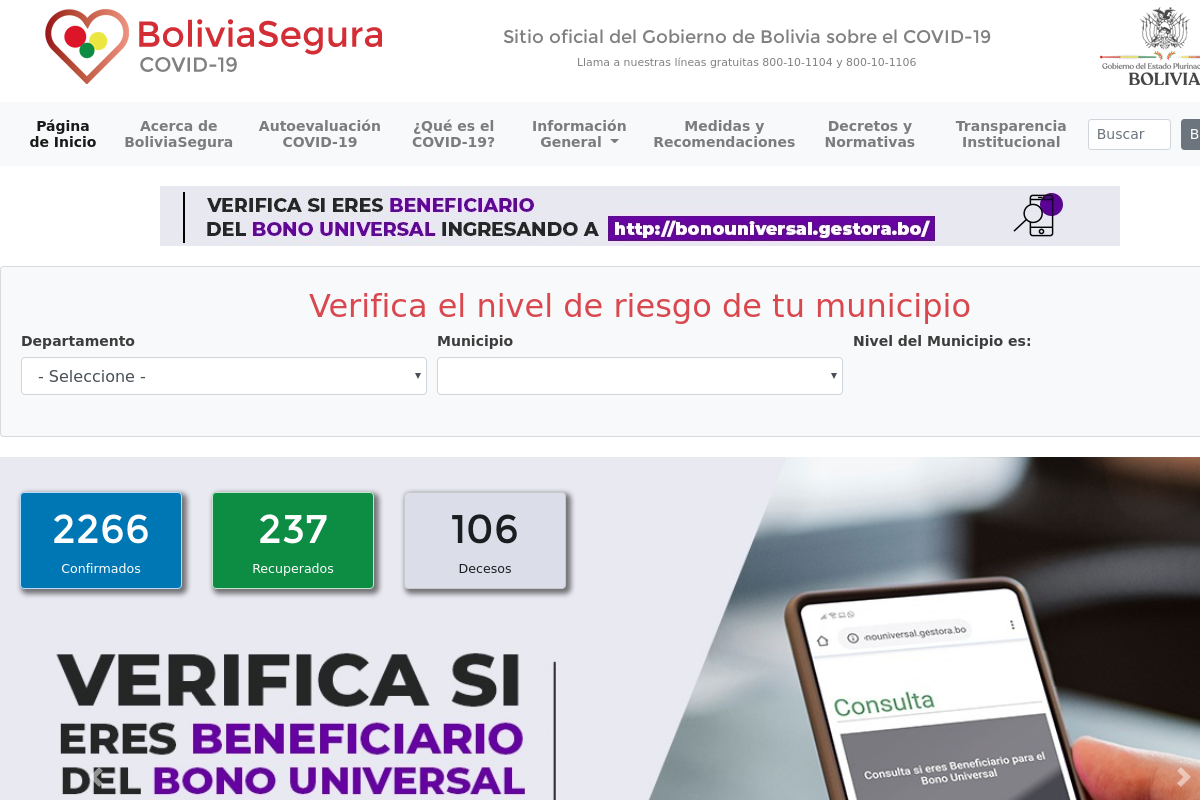 BoliviaSegura
COVID-19
Sitio oficial del Gobierno de Bolivia sobre el COVID-19
Llama a nuestras líneas gratuitas 800-10-1104 y 800-10-1106
Gobierno del Estado Plurinac
BOLIVIA
Página
de Inicio
Acerca de
BoliviaSegura
Autoevaluación
COVID-19
¿Qué es el
COVID-19?
Información
General
Medidas y
Recomendaciones
Decretos y
Normativas
Transparencia
Institucional
Buscar
B
VERIFICA SI ERES BENEFICIARIO
DEL BONO UNIVERSAL INGRESANDO A http://bonouniversal.gestora.bo/
Verifica el nivel de riesgo de tu municipio
Departamento
Municipio
Nivel del Municipio es:
- Seleccione -
2266
Confirmados
237
Recuperados
106
Decesos
VERIFICA SI
ERES BENEFICIARIO
DEL BONO UNIVERSAL
nouniversal.gestora.bo
Consulta
Consulta si eres Beneficiario para el
Bono Universal